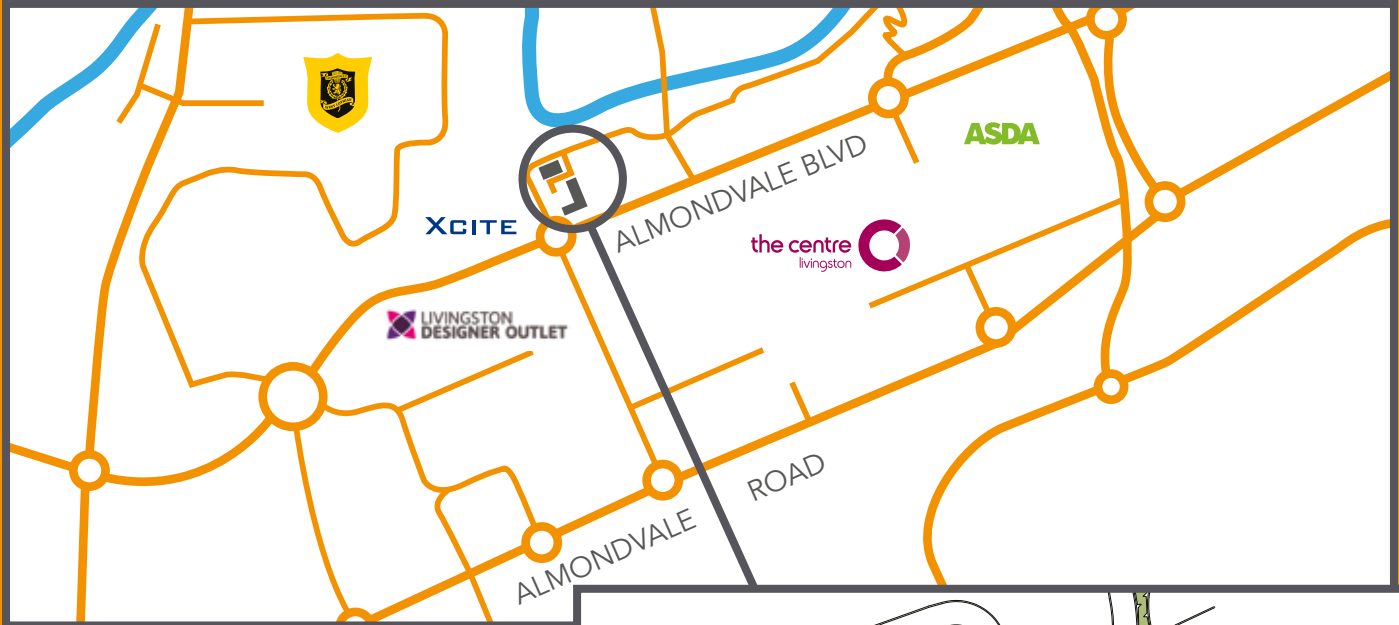 ASDA
ALMONDVALE BLVD
XCITE
the centre
livingston
LIVINGSTON
DESIGNER OUTLET
ROAD
ALMONDVALE